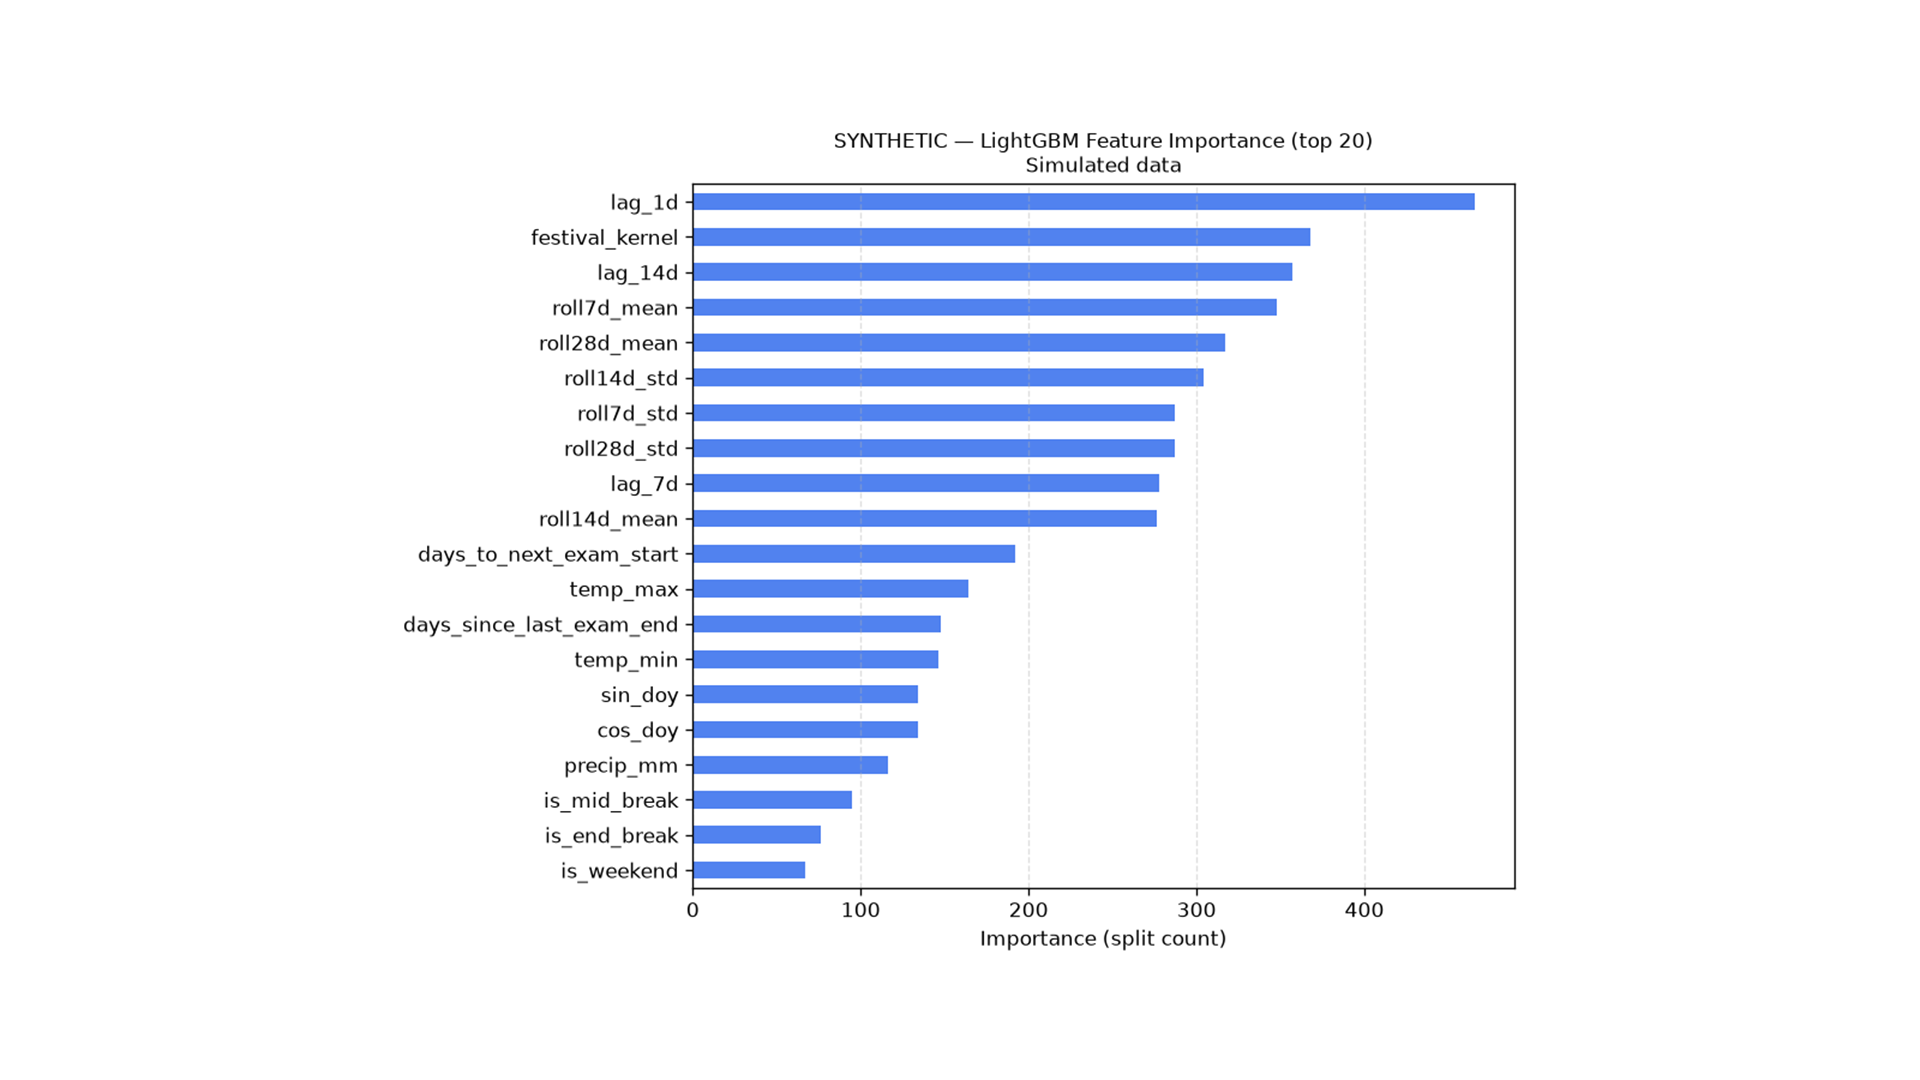 SYNTHETIC — LightGBM Feature Importance (top 20)
Simulated data
lag_1d
festival_kernel
lag_14d
roll7d_mean
roll28d_mean
roll14d_std
roll7d_std
roll28d_std
lag_7d
roll14d_mean
days_to_next_exam_start
temp_max
days_since_last_exam_end
temp_min
sin_doy
cos_doy
precip_mm
is_mid_break
is_end_break
is_weekend
0 100 200 300 400
Importance (split count)